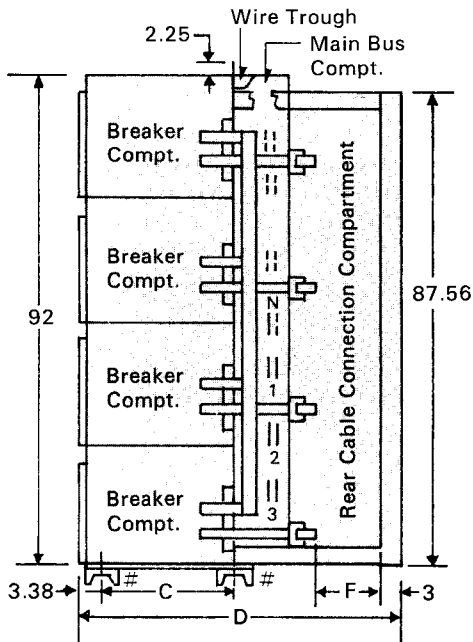 Wire Trough
2.25
Main Bus
Compt.
Breaker
Compt.
Breaker
Compt.
N
92
Rear Cable Connection Compartment
87.56
Breaker
Compt.
1
2
Breaker
Compt.
3
3.38
#
C
#
F
3
D